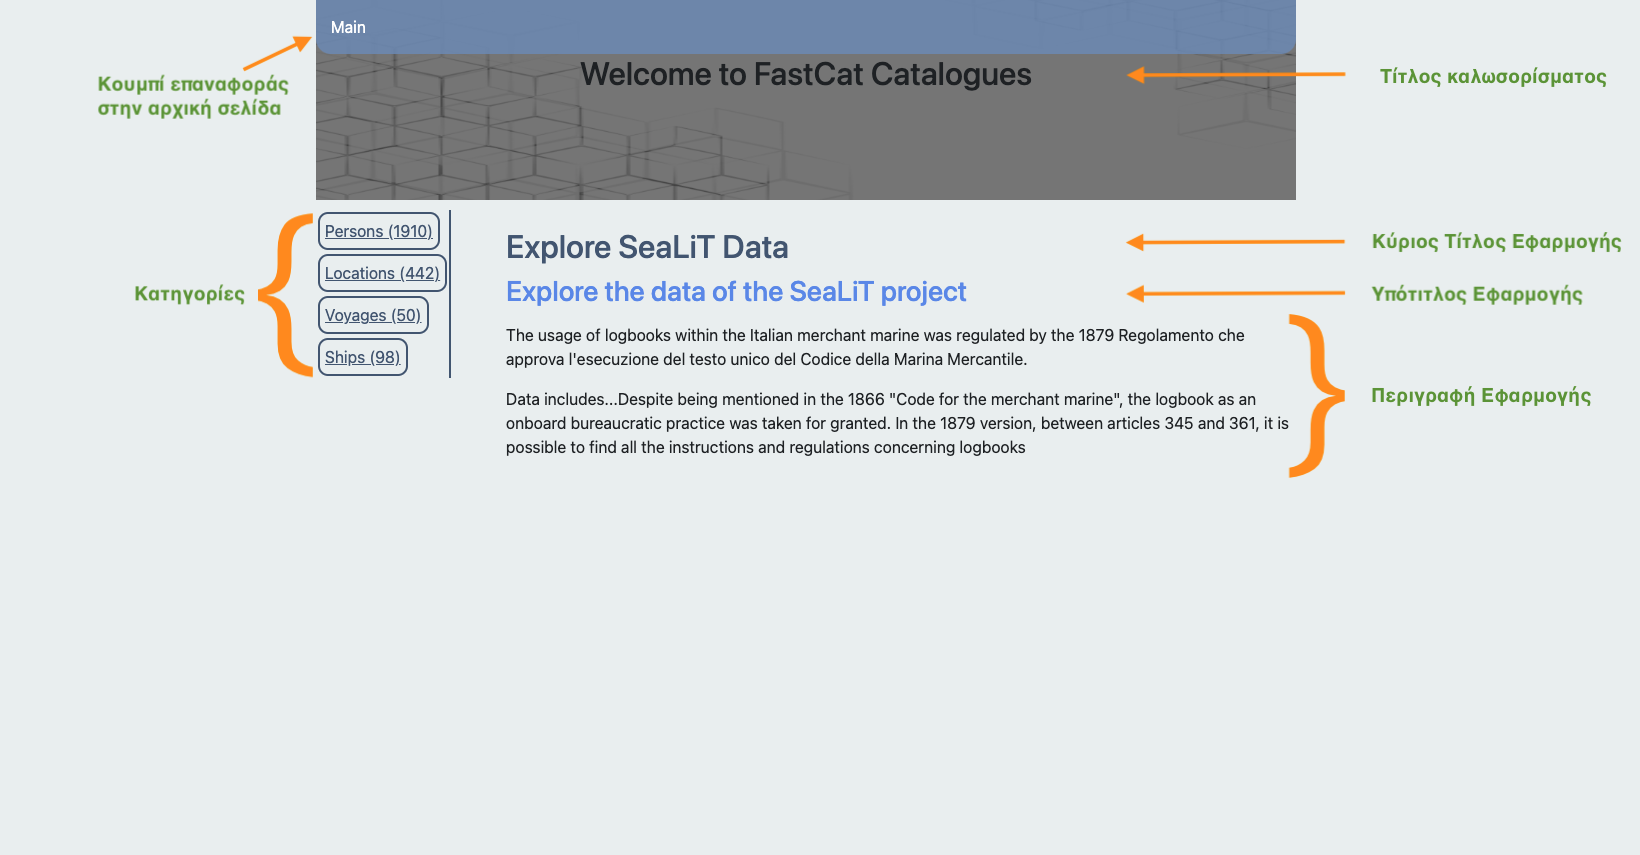 Main
Κουμπί επαναφοράς
στην αρχική σελίδα
Welcome to FastCat Catalogues
Τίτλος καλωσορίσματος
Κατηγορίες
Persons (1910)
Locations (442)
Voyages (50)
Ships (98)
Explore SeaLiT Data
Κύριος Τίτλος Εφαρμογής
Explore the data of the SeaLiT project
Υπότιτλος Εφαρμογής
The usage of logbooks within the Italian merchant marine was regulated by the 1879 Regolamento che
approva l'esecuzione del testo unico del Codice della Marina Mercantile.
Data includes...Despite being mentioned in the 1866 "Code for the merchant marine", the logbook as an
onboard bureaucratic practice was taken for granted. In the 1879 version, between articles 345 and 361, it is
possible to find all the instructions and regulations concerning logbooks
Περιγραφή Εφαρμογής